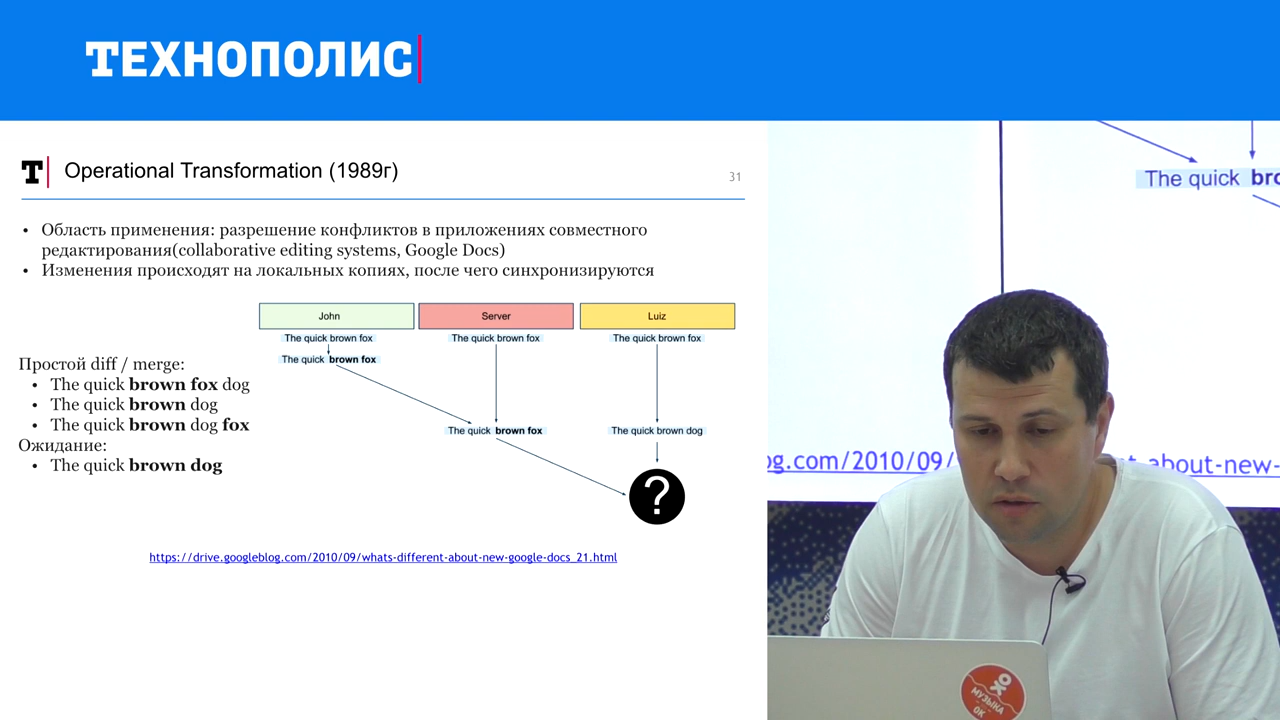 ТЕХНОПОЛИС
T
Operational Transformation (1989г)
31
• Область применения: разрешение конфликтов в приложениях совместного
редактирования(collaborative editing systems, Google Docs)
• Изменения происходят на локальных копиях, после чего синхронизируются
John
Server
Luiz
The quick brown fox
The quick brown fox
The quick brown fox
The quick brown fox
Простой diff / merge:
• The quick brown fox dog
• The quick brown dog
• The quick brown dog fox
Ожидание:
• The quick brown dog
The quick brown fox
The quick brown dog
?
https://drive.googleblog.com/2010/09/whats-different-about-new-google-docs_21.html
The quick bro
og.com/2010/09/
about-new-
МУЗЫКА
OK